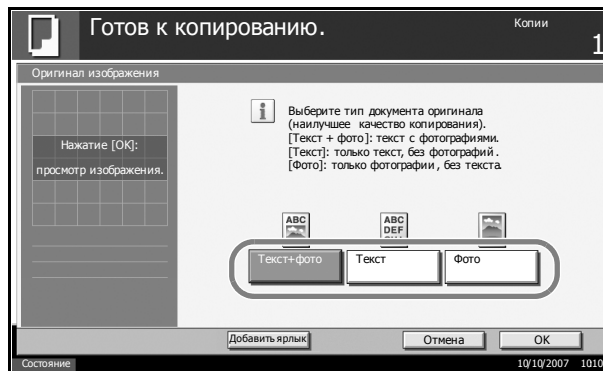 Готов к копированию.
Копии
1
Оригинал изображения
Нажатие [OK]:
просмотр изображения.
Выберите тип документа оригинала
(наилучшее качество копирования).
[Текст + фото]: текст с фотографиями.
[Текст]: только текст, без фотографий.
[Фото]: только фотографии, без текста.
ABC
ABC
DEF
Текст+фото
Текст
Фото
Добавить ярлык
Отмена
OK
Состояние
10/10/2007 1010